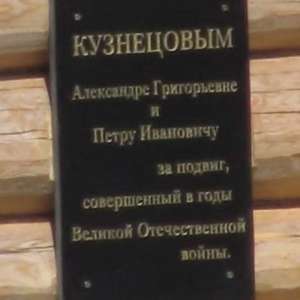 КУЗНЕЦОВЫМ
Александре Григорьевне
и
Петру Ивановичу
за подвиг,
совершенный в годы
Великой Отечественной
войны.